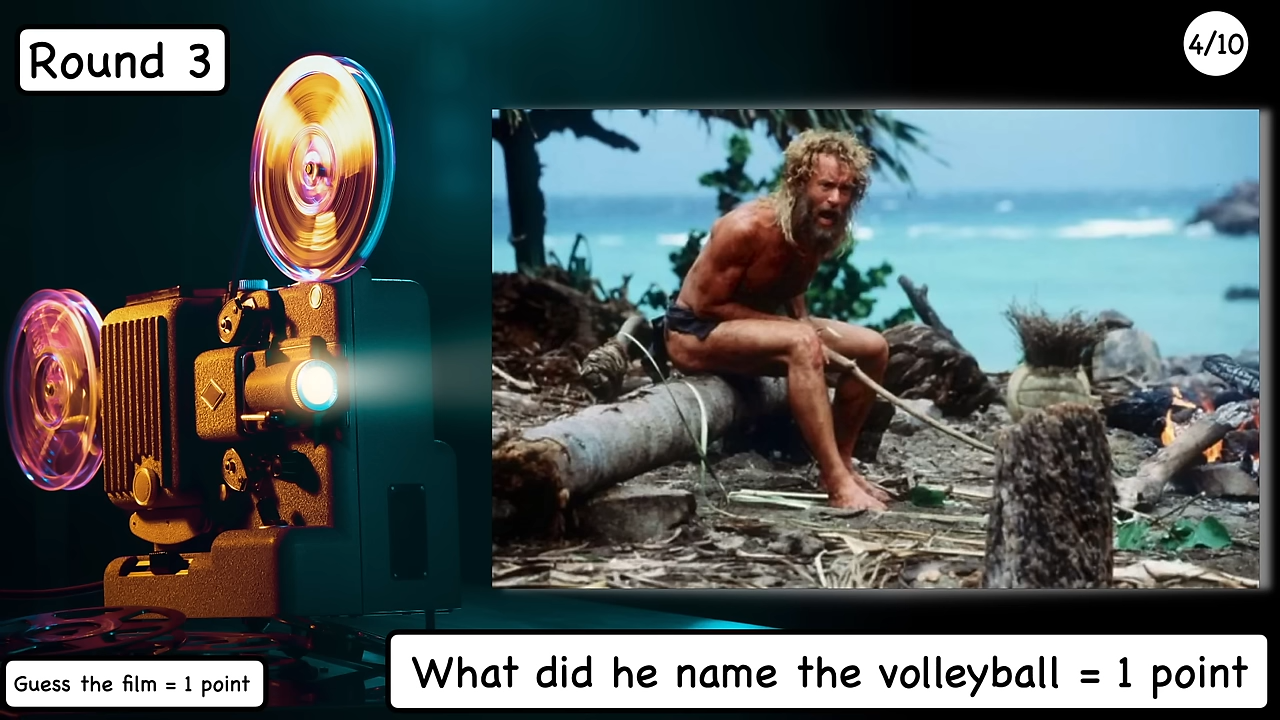 Round 3
4/10
What did he name the volleyball = 1 point
Guess the film = 1 point